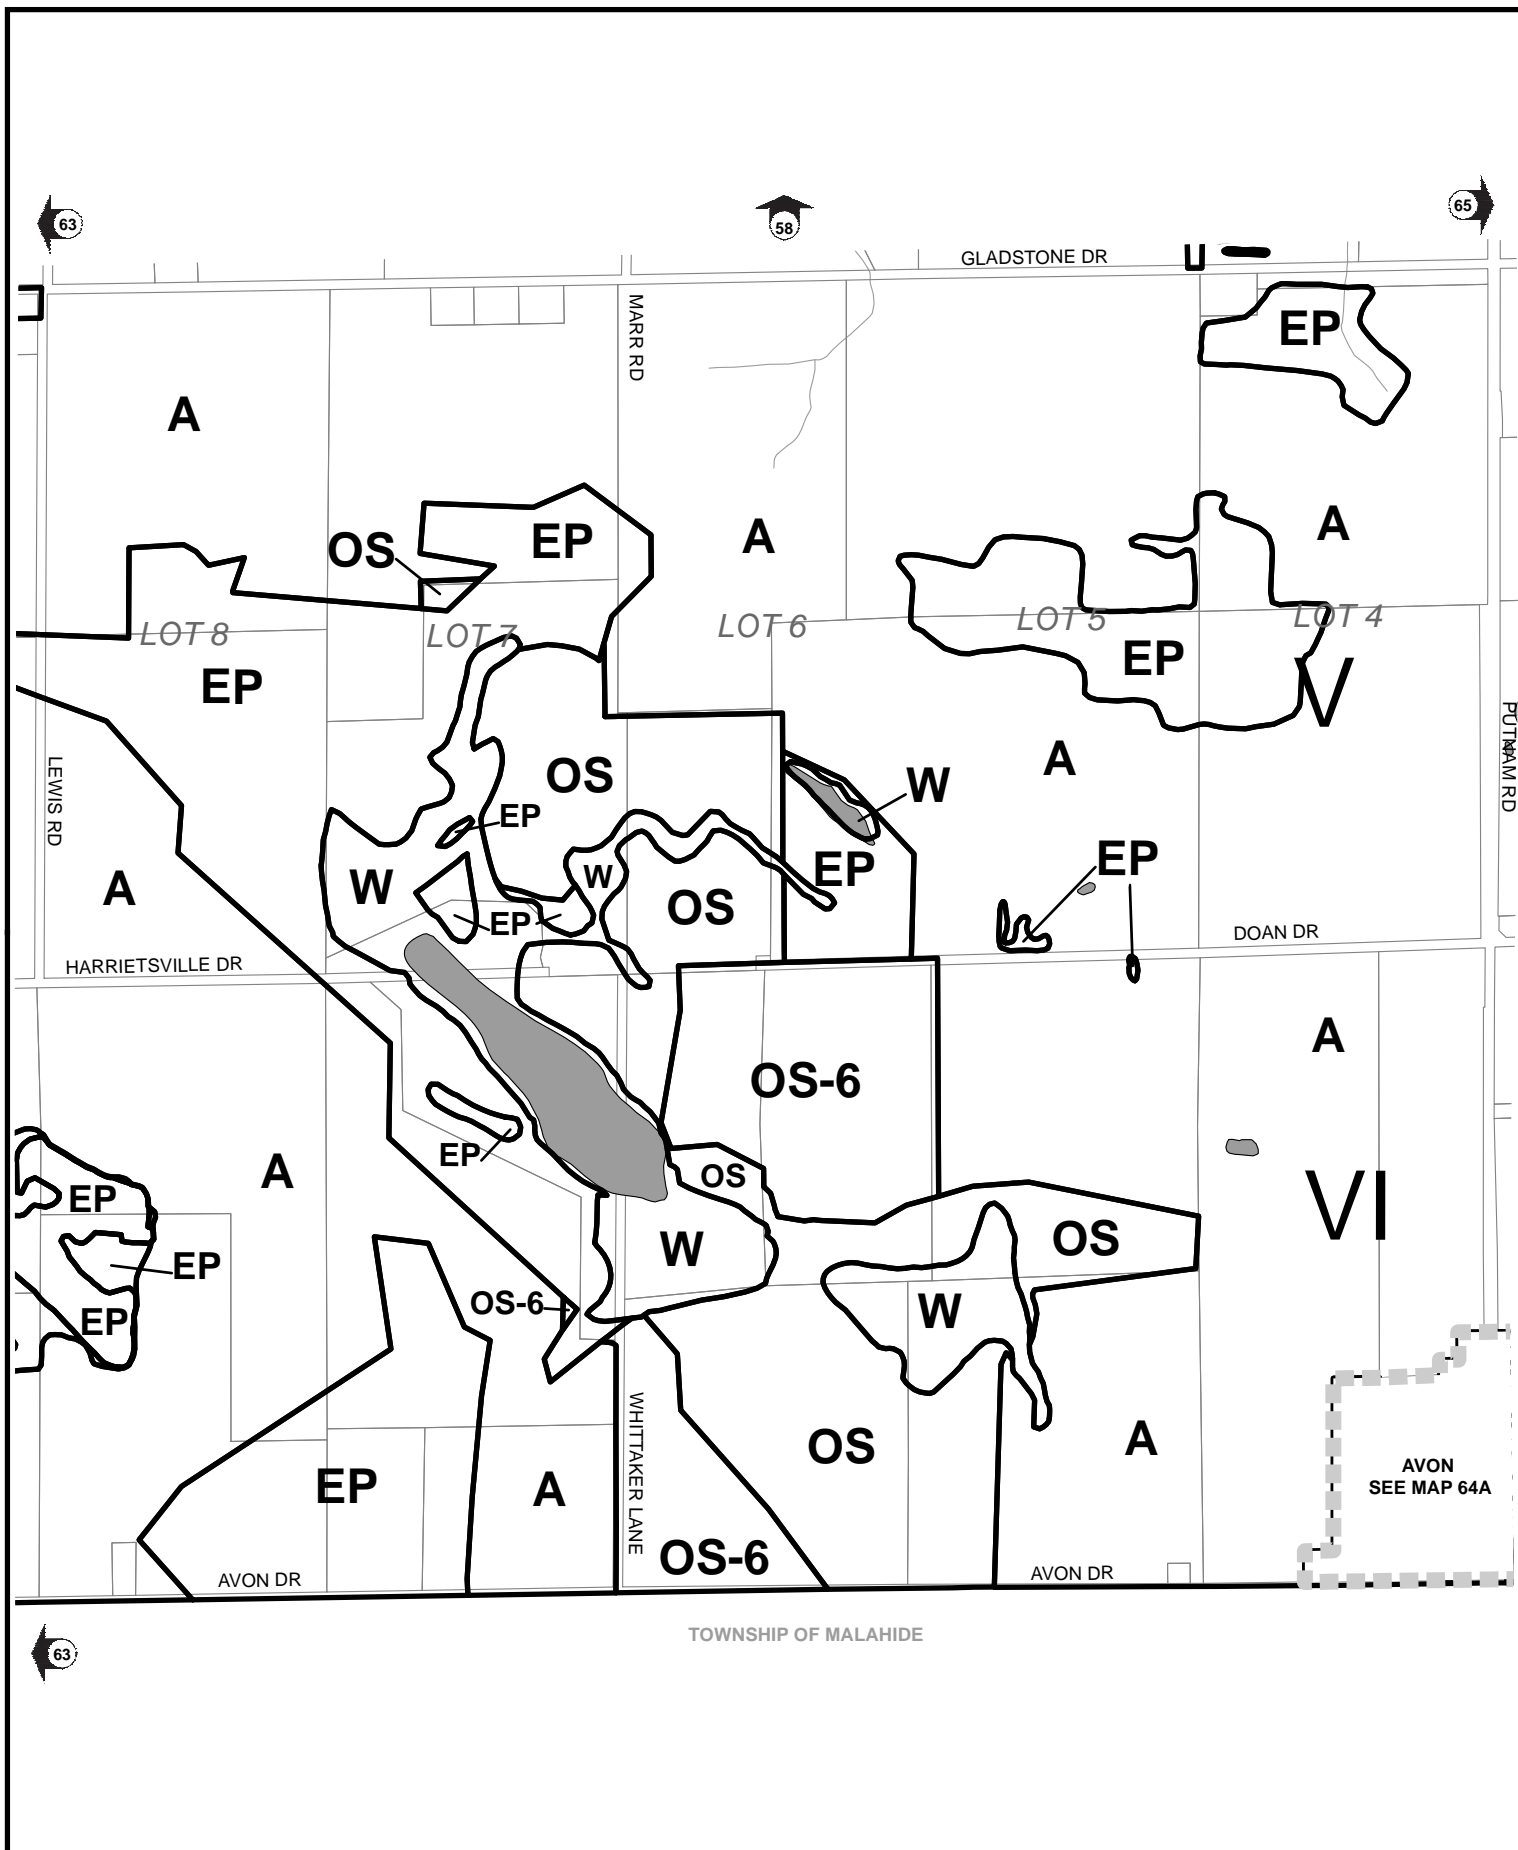 63
58
65
GLADSTONE DR
MARR RD
EP
A
OS
EP
A
A
LOT 8
LOT 7
LOT 6
LOT 5
LOT 4
EP
EP
V
LEWIS RD
OS
A
W
PUTNAM RD
EP
A
W
W
EP
EP
OS
EP
DOAN DR
HARRIETSVILLE DR
A
OS-6
EP
A
OS
EP
VI
W
OS
EP
OS-6
W
EP
WHITTAKER LANE
OS
A
AVON
SEE MAP 64A
EP
A
OS-6
AVON DR
AVON DR
TOWNSHIP OF MALAHIDE
63